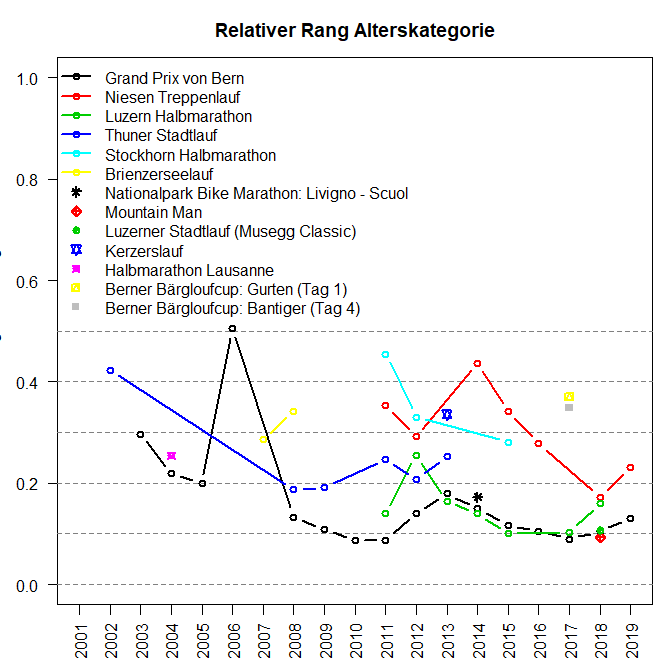 Relativer Rang Alterskategorie
Grand Prix von Bern
Niesen Treppenlauf
Luzern Halbmarathon
Thuner Stadtlauf
Stockhorn Halbmarathon
Brienzerseelauf
Nationalpark Bike Marathon: Livigno - Scuol
Mountain Man
Luzerner Stadtlauf (Musegg Classic)
Kerzerslauf
Halbmarathon Lausanne
Berner Bärgloufcup: Gurten (Tag 1)
Berner Bärgloufcup: Bantiger (Tag 4)
1.0
0.8
0.6
0.4
0.2
0.0
2001
2002
2003
2004
2005
2006
2007
2008
2009
2010
2011
2012
2013
2014
2015
2016
2017
2018
2019